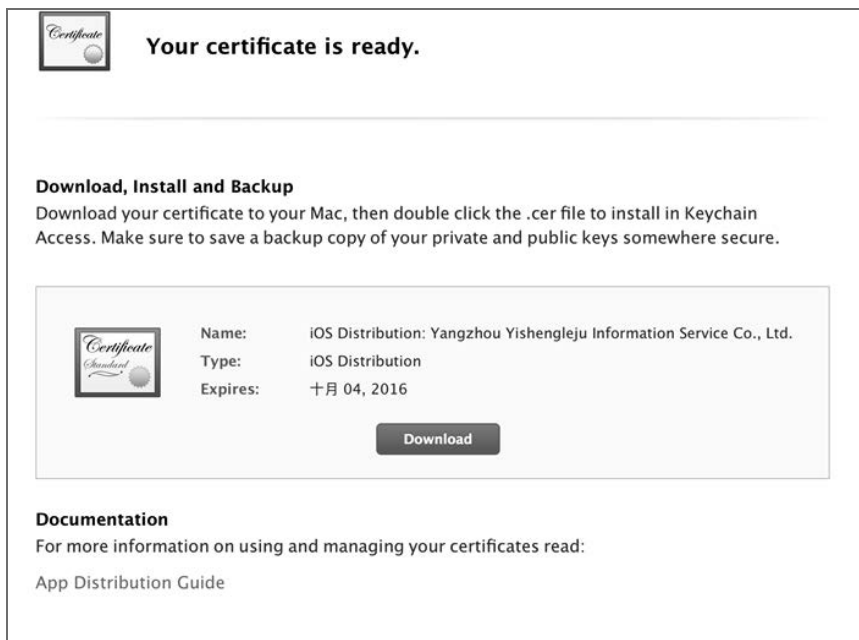 Certificate
Your certificate is ready.
Download, Install and Backup
Download your certificate to your Mac, then double click the .cer file to install in Keychain
Access. Make sure to save a backup copy of your private and public keys somewhere secure.
Certificate
Standard
Name: iOS Distribution: Yangzhou Yishengleju Information Service Co., Ltd.
Type: iOS Distribution
Expires: 十月 04, 2016
Download
Documentation
For more information on using and managing your certificates read:
App Distribution Guide